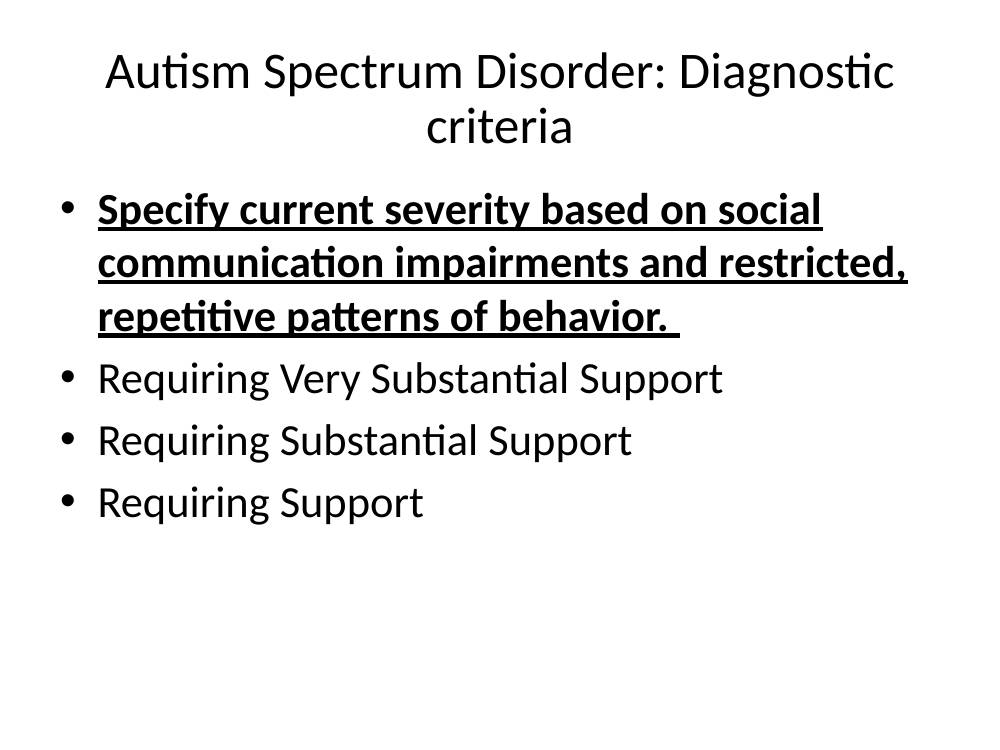 Autism Spectrum Disorder: Diagnostic
criteria
• Specify current severity based on social
communication impairments and restricted,
repetitive patterns of behavior.
• Requiring Very Substantial Support
• Requiring Substantial Support
• Requiring Support